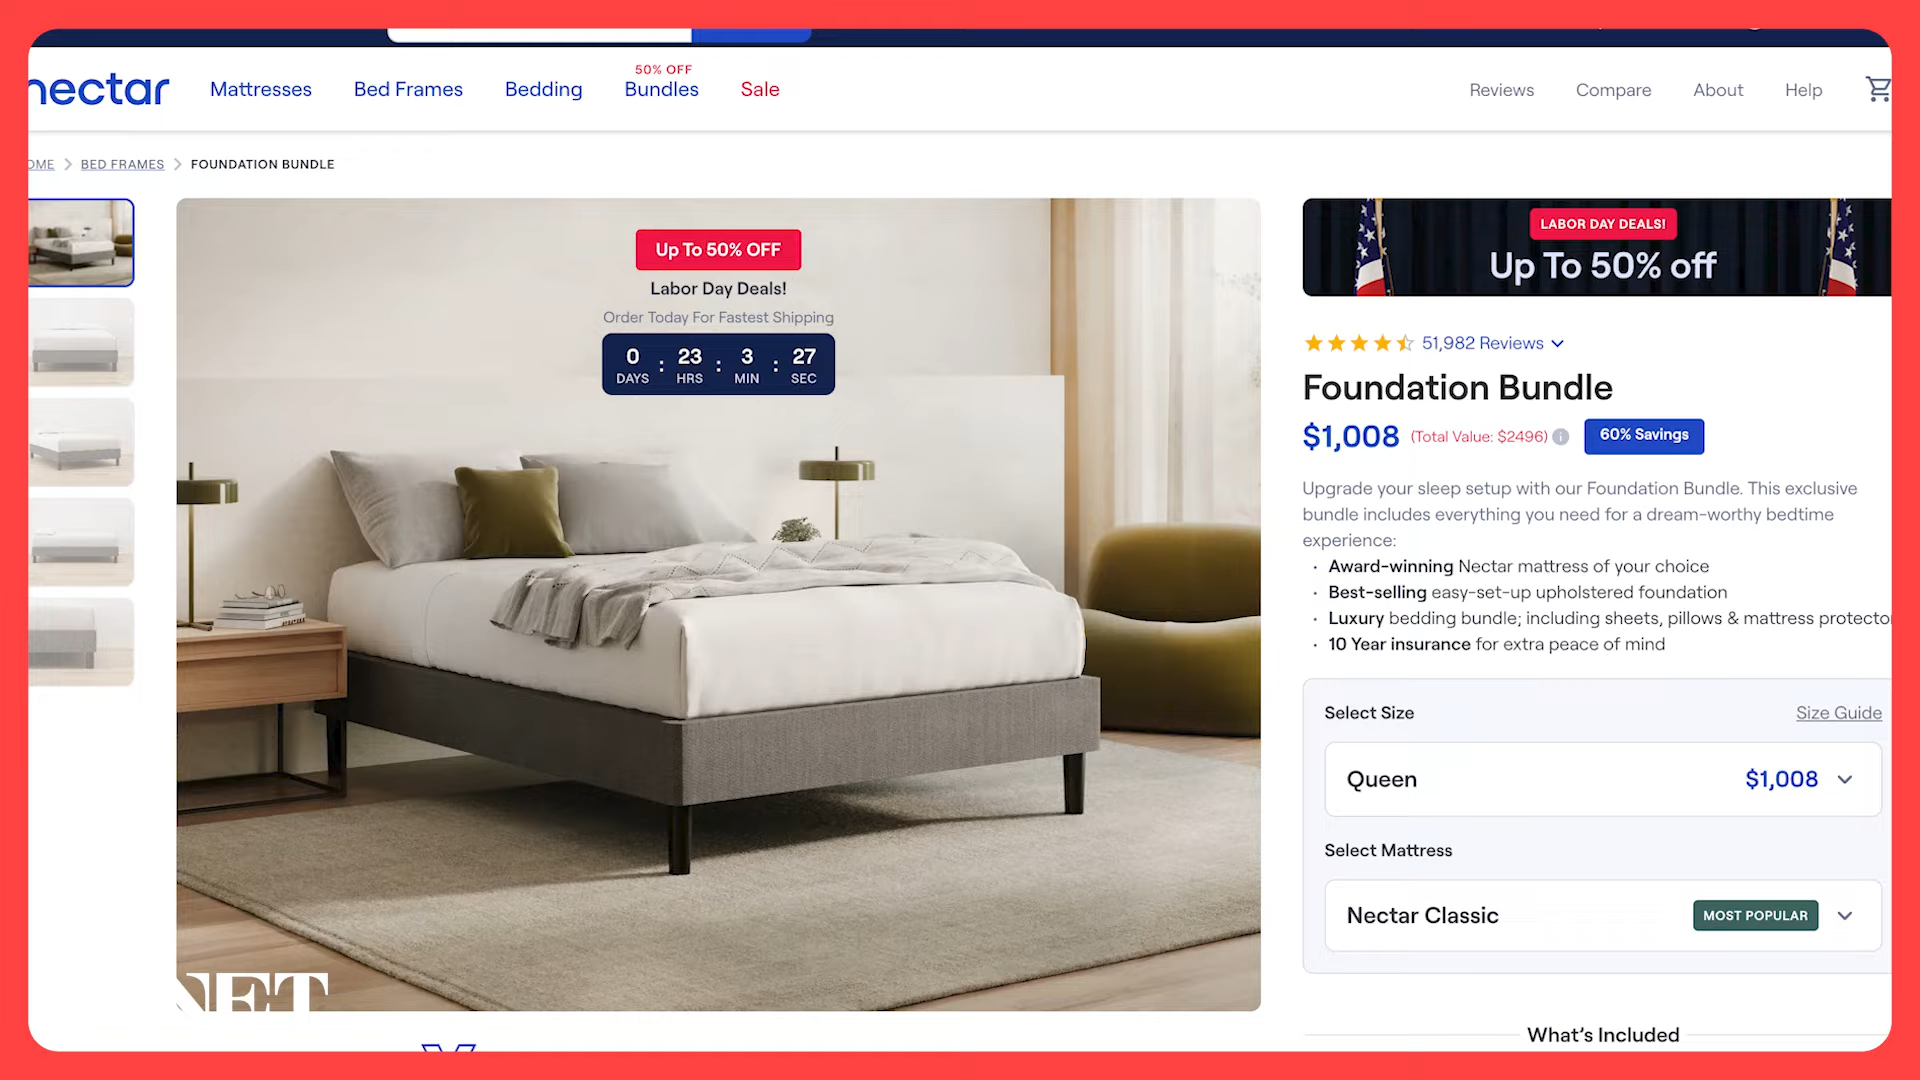 nectar
Mattresses
Bed Frames
Bedding
50% OFF
Bundles
Sale
Reviews
Compare
About
Help
OME > BED FRAMES > FOUNDATION BUNDLE
Up To 50% OFF
Labor Day Deals!
Order Today For Fastest Shipping
0 : 23 : 3 : 27
DAYS HRS MIN SEC
LABOR DAY DEALS!
Up To 50% off
51,982 Reviews
Foundation Bundle
$1,008 (Total Value: $2496) 60% Savings
Upgrade your sleep setup with our Foundation Bundle. This exclusive
bundle includes everything you need for a dream-worthy bedtime
experience:
· Award-winning Nectar mattress of your choice
· Best-selling easy-set-up upholstered foundation
· Luxury bedding bundle; including sheets, pillows & mattress protecto
· 10 Year insurance for extra peace of mind
Select Size
Size Guide
Queen $1,008
Select Mattress
Nectar Classic MOST POPULAR
What's Included